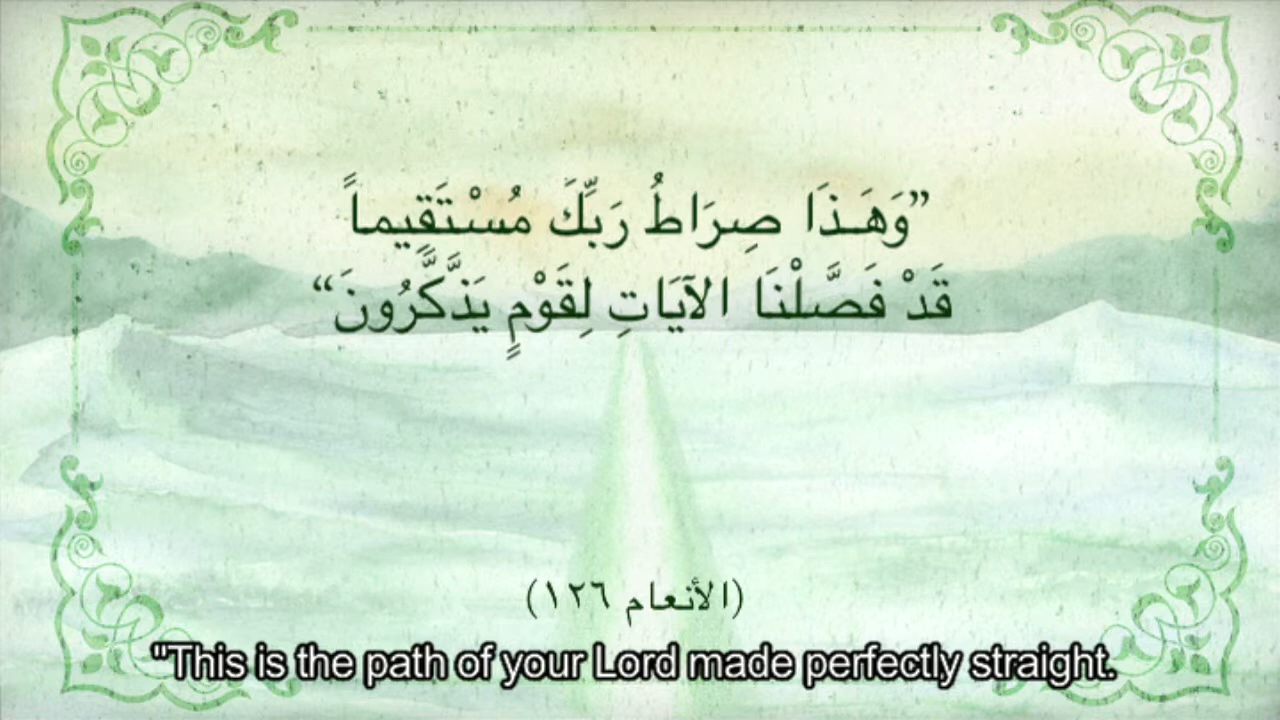 ”وَهَـذَا صِرَاطُ رَبِّكَ مُسْتَقِيماً
قَدْ فَصَّلْنَا الآيَاتِ لِقَوْمٍ يَذَّكَّرُونَ“
(الأنعام ١٢٦)
"This is the path of your Lord made perfectly straight.